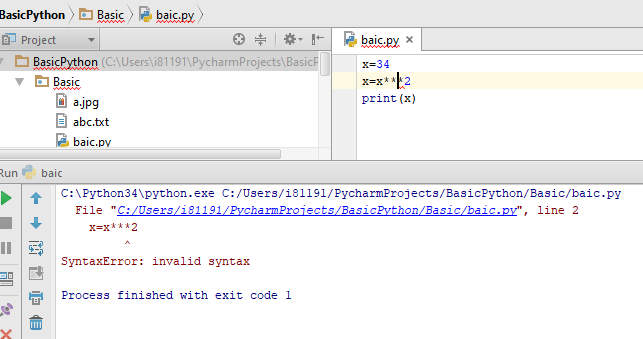 BasicPython Basic baic.py
Project
baic.py
BasicPython (C:\Users\i81191\PycharmProjects\BasicP
Basic
a.jpg
abc.txt
baic.py
x=34
x=x***2
print(x)
Run baic
C:\Python34\python.exe C:/Users/i81191/PycharmProjects/BasicPython/Basic/baic.py
File "C:/Users/i81191/PycharmProjects/BasicPython/Basic/baic.py", line 2
x=x***2
^
SyntaxError: invalid syntax
Process finished with exit code 1